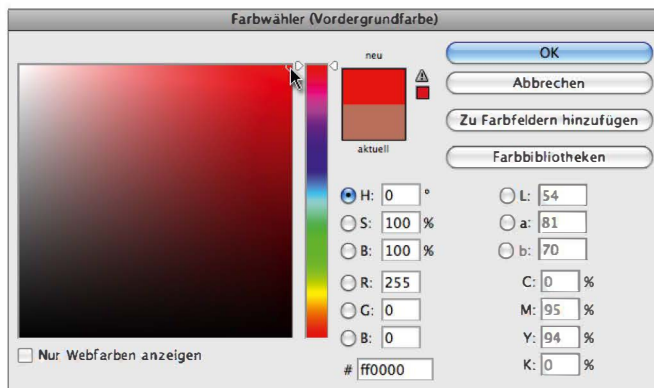 Farbwähler (Vordergrundfarbe)
neu
aktuell
OK
Abbrechen
Zu Farbfeldern hinzufügen
Farbbibliotheken
H: 0 °
S: 100 %
B: 100 %
R: 255
G: 0
B: 0
# ff0000
L: 54
a: 81
b: 70
C: 0 %
M: 95 %
Y: 94 %
K: 0 %
Nur Webfarben anzeigen